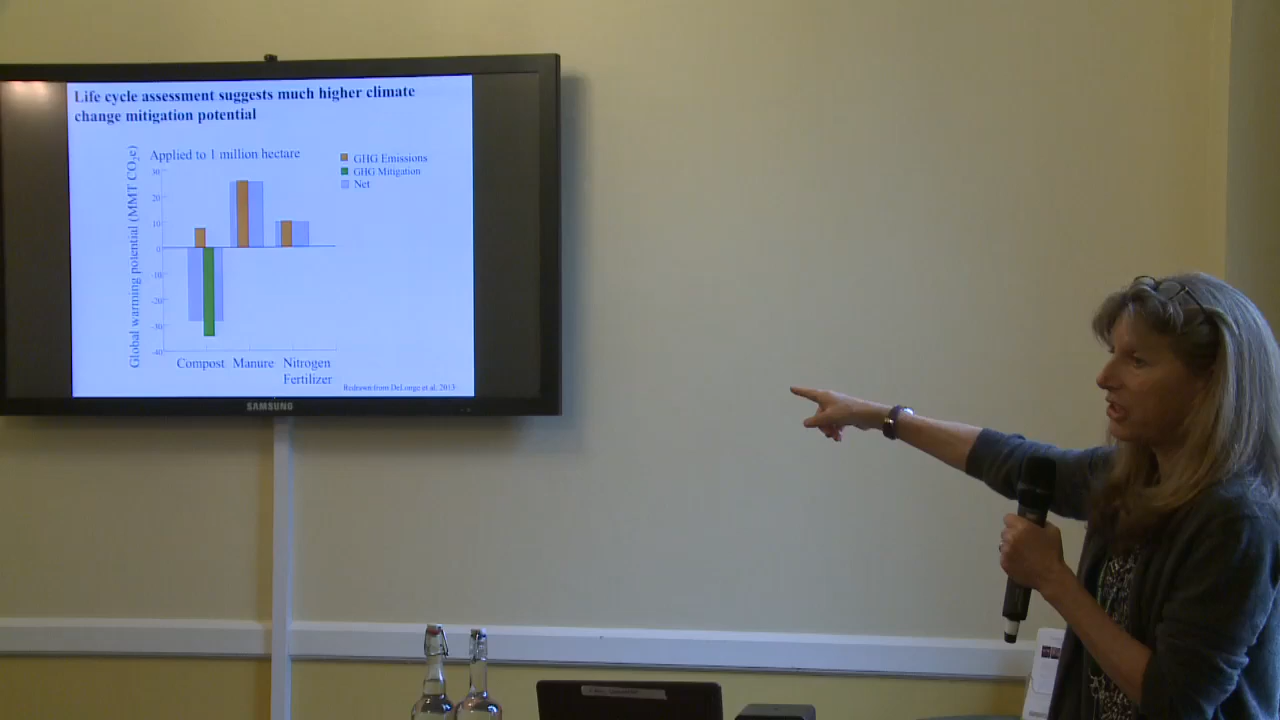 Life cycle assessment suggests much higher climate
change mitigation potential
Applied to 1 million hectare
GHG Emissions
GHG Mitigation
Net
Global warming potential (MMT CO₂e)
30
20
10
0
-10
-20
-30
-40
Compost Manure Nitrogen
Fertilizer
Redrawn from DeLonge et al. 2013
SAMSUNG